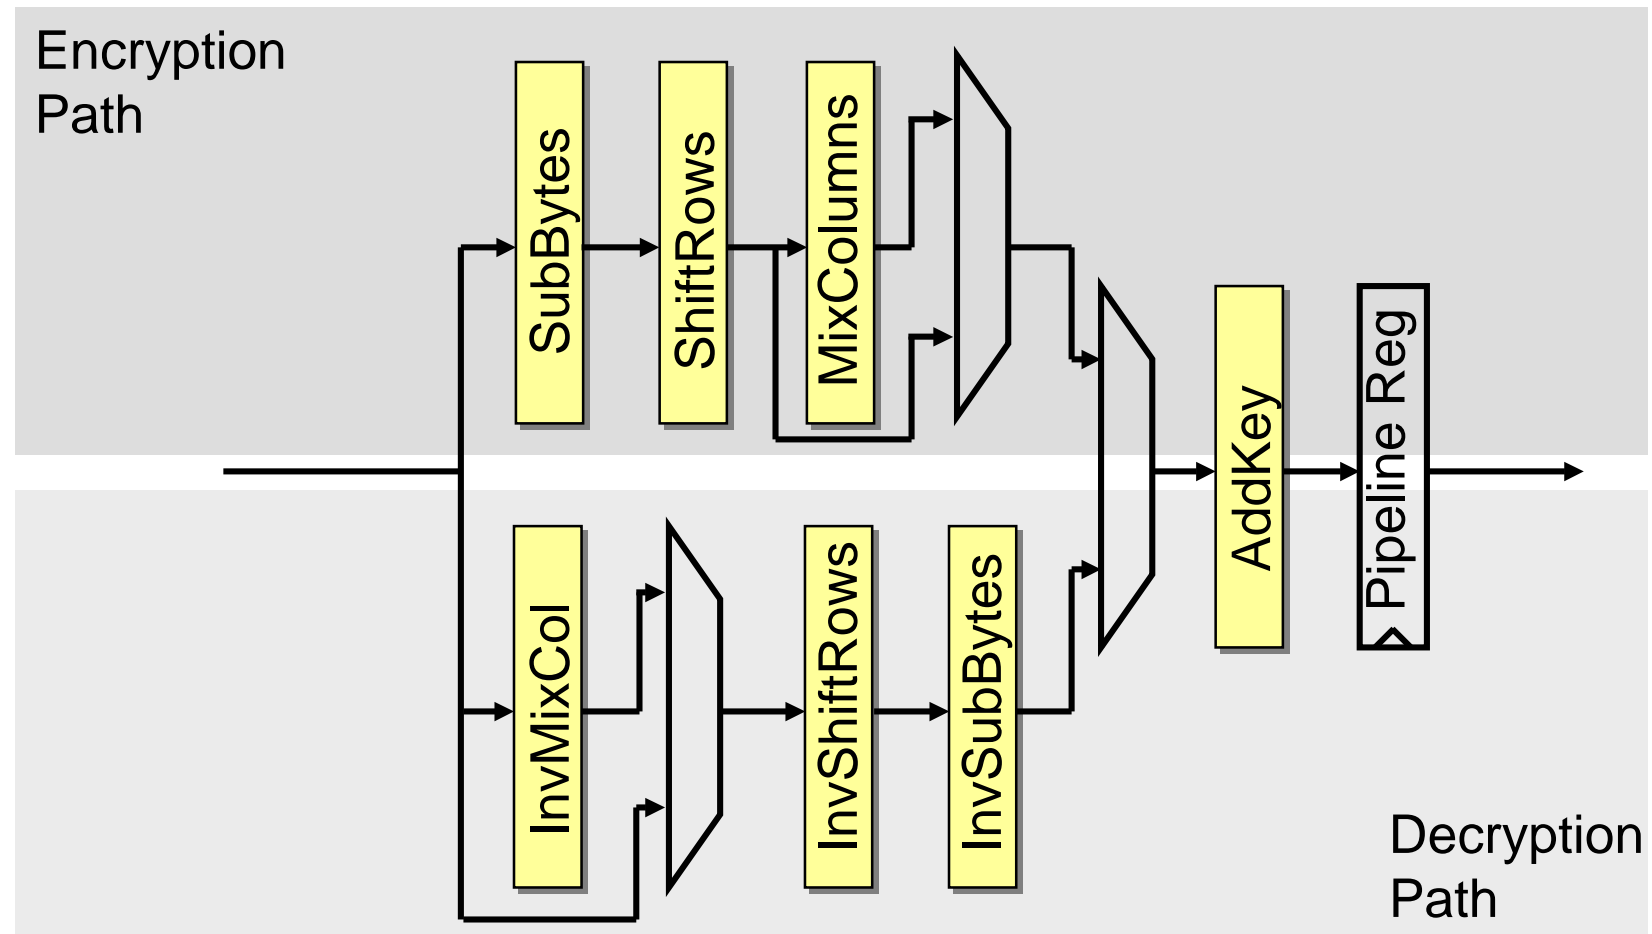 Encryption
Path
SubBytes
ShiftRows
MixColumns
AddKey
Pipeline Reg
InvMixCol
InvShiftRows
InvSubBytes
Decryption
Path